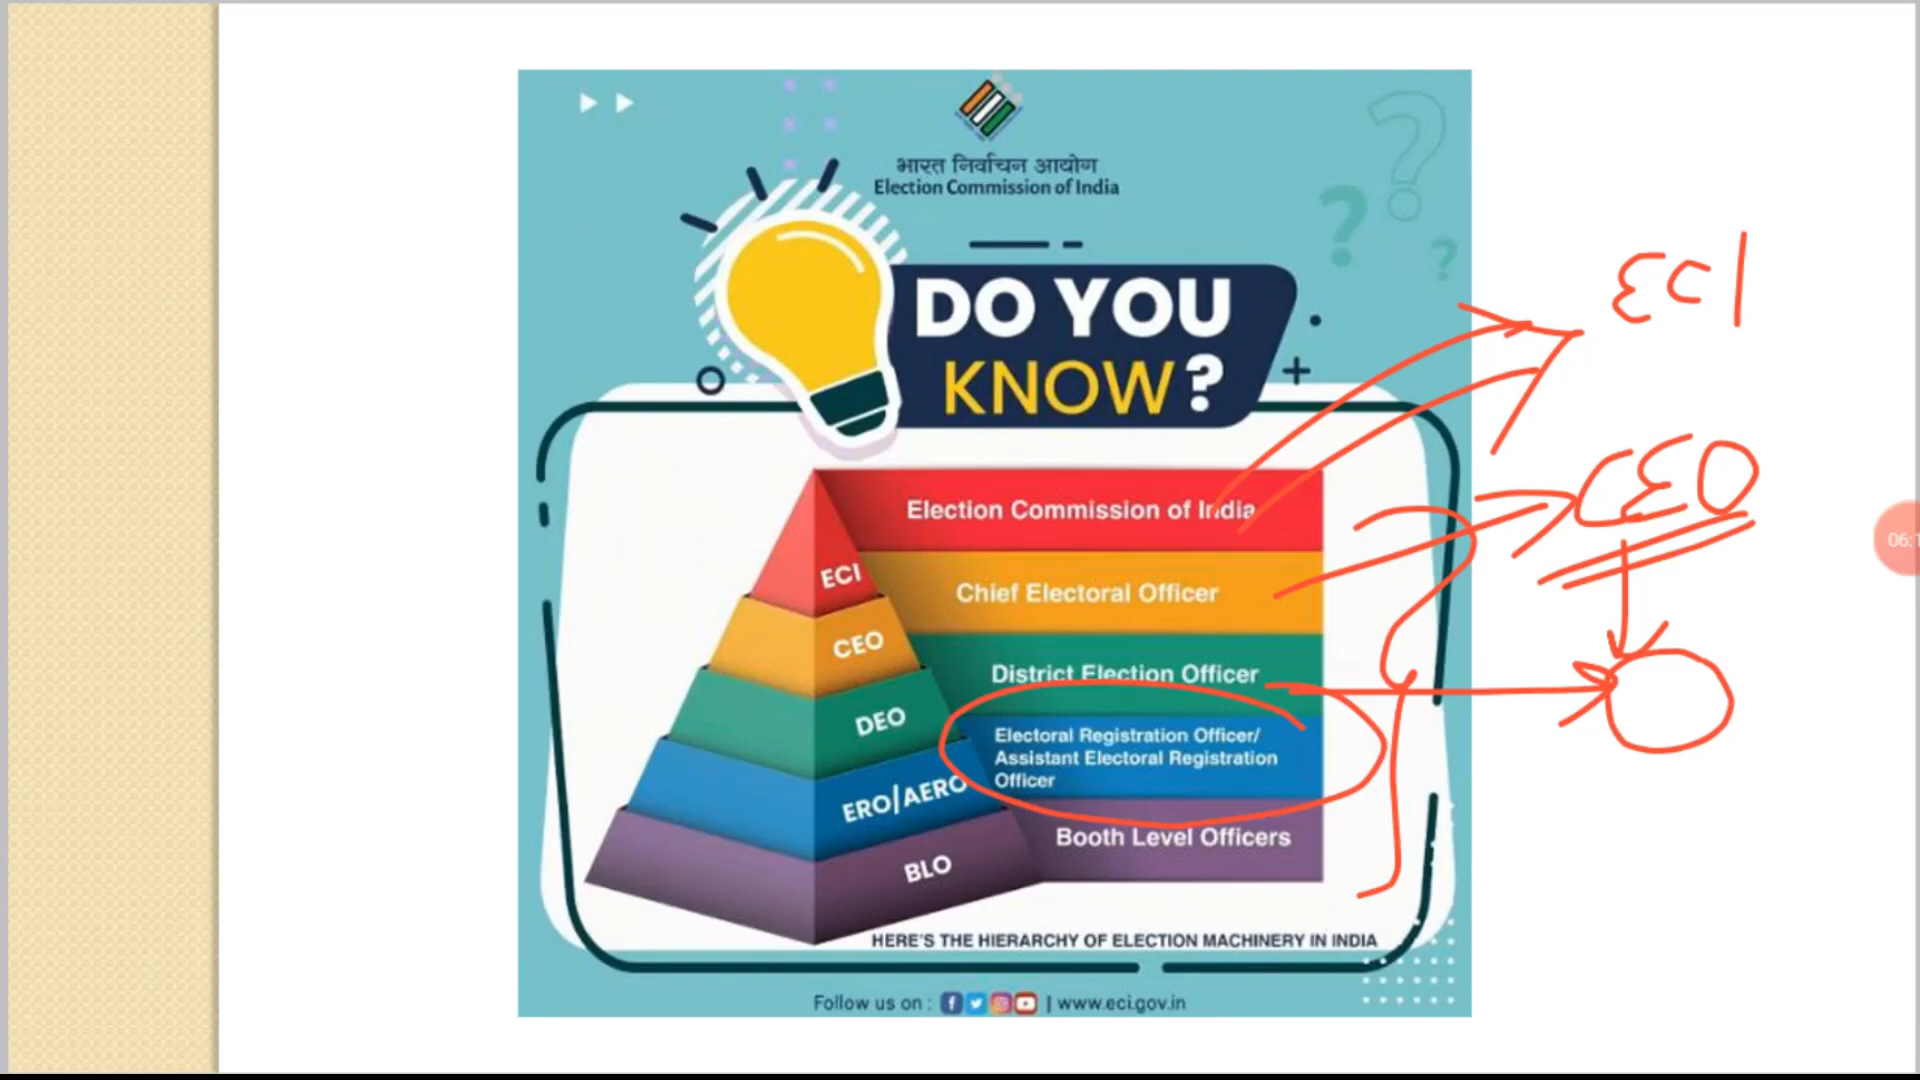 भारत निर्वाचन आयोग
Election Commission of India
DO YOU
KNOW?
ECI
CEO
Election Commission of India
Chief Electoral Officer
District Election Officer
Electoral Registration Officer/
Assistant Electoral Registration
Officer
Booth Level Officers
ECI
CEO
DEO
ERO/AERO
BLO
HERE'S THE HIERARCHY OF ELECTION MACHINERY IN INDIA
Follow us on : | www.eci.gov.in